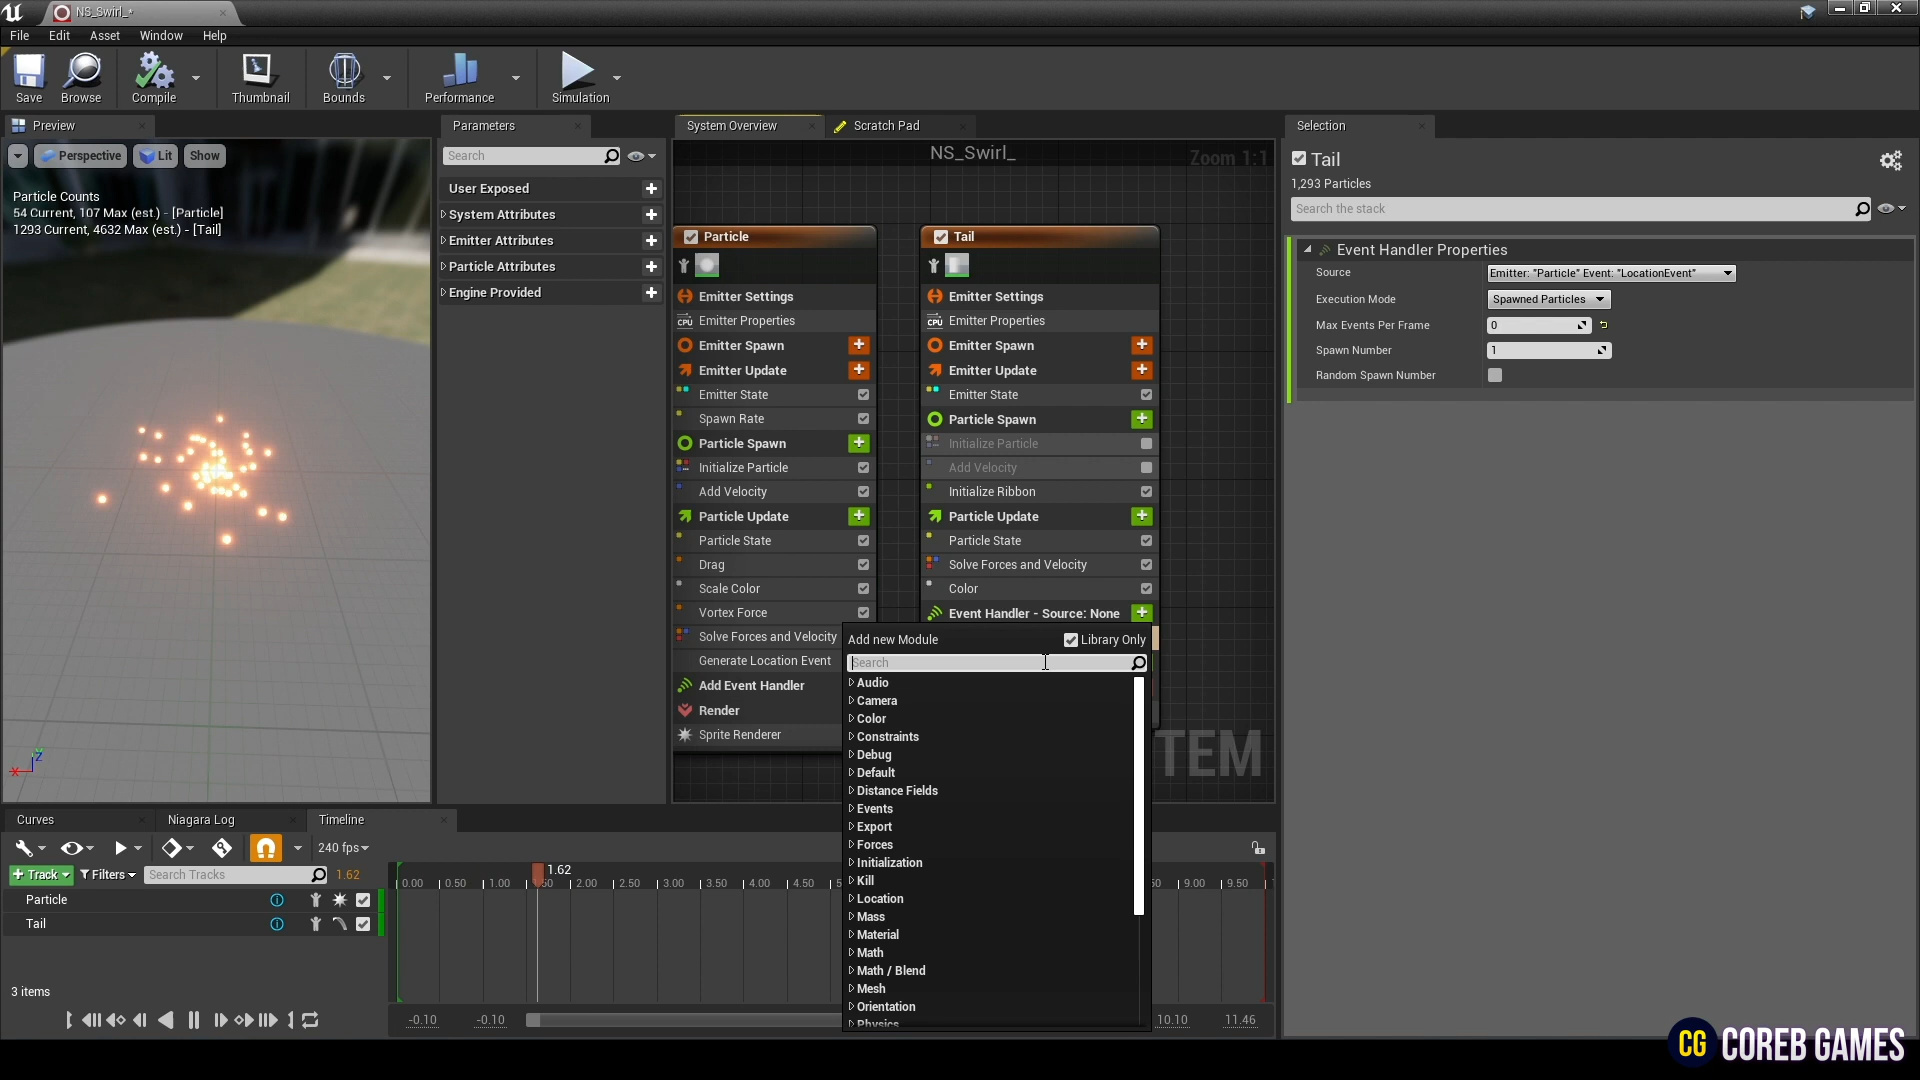 NS_Swirl_*
File Edit Asset Window Help
Save Browse Compile Thumbnail Bounds Performance Simulation
Preview
Perspective Lit Show
Particle Counts
54 Current, 107 Max (est.) - [Particle]
1293 Current, 4632 Max (est.) - [Tail]
Z
X
Parameters
Search
User Exposed
System Attributes
Emitter Attributes
Particle Attributes
Engine Provided
System Overview Scratch Pad
NS_Swirl_
Zoom 1:1
Particle
Emitter Settings
CPU Emitter Properties
Emitter Spawn
Emitter Update
Emitter State
Spawn Rate
Particle Spawn
Initialize Particle
Add Velocity
Particle Update
Particle State
Drag
Scale Color
Vortex Force
Solve Forces and Velocity
Generate Location Event
Add Event Handler
Render
Sprite Renderer
Tail
Emitter Settings
CPU Emitter Properties
Emitter Spawn
Emitter Update
Emitter State
Particle Spawn
Initialize Particle
Add Velocity
Initialize Ribbon
Particle Update
Particle State
Solve Forces and Velocity
Color
Event Handler - Source: None
TEM
Add new Module Library Only
Search
Audio
Camera
Color
Constraints
Debug
Default
Distance Fields
Events
Export
Forces
Initialization
Kill
Location
Mass
Material
Math
Math / Blend
Mesh
Orientation
Physics
Selection
Tail
1,293 Particles
Search the stack
Event Handler Properties
Source Emitter: "Particle" Event: "LocationEvent"
Execution Mode Spawned Particles
Max Events Per Frame 0
Spawn Number 1
Random Spawn Number
Curves Niagara Log Timeline
240 fps
+ Track Filters Search Tracks 1.62
Particle
Tail
3 items
1.62
0.00 0.50 1.00 1.50 2.00 2.50 3.00 3.50 4.00 4.50 5 50 9.00 9.50 1
-0.10 -0.10 10.10 11.46
CG COREB GAMES